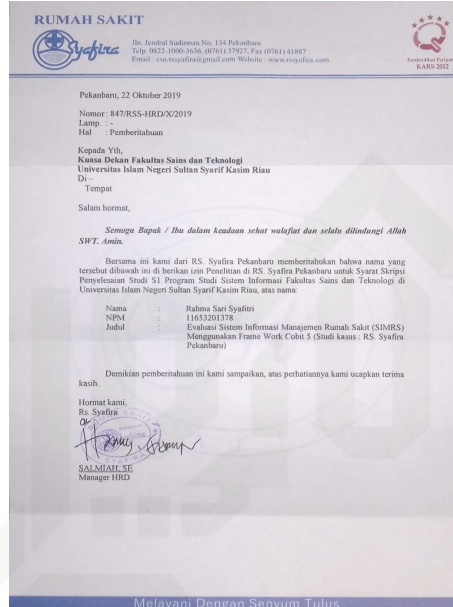 RUMAH SAKIT
Syafira
Jln. Jendral Sudirman No. 134 Pekanbaru
Telp. 0822-1000-3636, (0761) 37927, Fax (0761) 41887
Email : csn.rssyafira@gmail.com Website : www.rssyafira.com
KARS 2012
Pekanbaru, 22 Oktober 2019
Nomor : 847/RSS-HRD/X/2019
Lamp. : -
Hal : Pemberitahuan
Kepada Yth,
Kuasa Dekan Fakultas Sains dan Teknologi
Universitas Islam Negeri Sultan Syarif Kasim Riau
Di –
Tempat
Salam hormat,
Semoga Bapak / Ibu dalam keadaan sehat walafiat dan selalu dilindungi Allah
SWT. Amin.
Bersama ini kami dari RS. Syafira Pekanbaru memberitahukan bahwa nama yang
tersebut dibawah ini di berikan izin Penelitian di RS. Syafira Pekanbaru untuk Syarat Skripsi
Penyelesaian Studi S1 Program Studi Sistem Informasi Fakultas Sains dan Teknologi di
Universitas Islam Negeri Sultan Syarif Kasim Riau, atas nama:
Nama : Rahma Sari Syafitri
NPM : 11653201378
Judul : Evaluasi Sistem Informasi Manajemen Rumah Sakit (SIMRS)
Menggunakan Frame Work Cobit 5 (Studi kasus : RS. Syafira
Pekanbaru)
Demikian pemberitahuan ini kami sampaikan, atas perhatiannya kami ucapkan terima
kasih.
Hormat kami,
Rs. Syafira
SALMIAH, SE
Manager HRD
Melayani Dengan Senyum Tulus